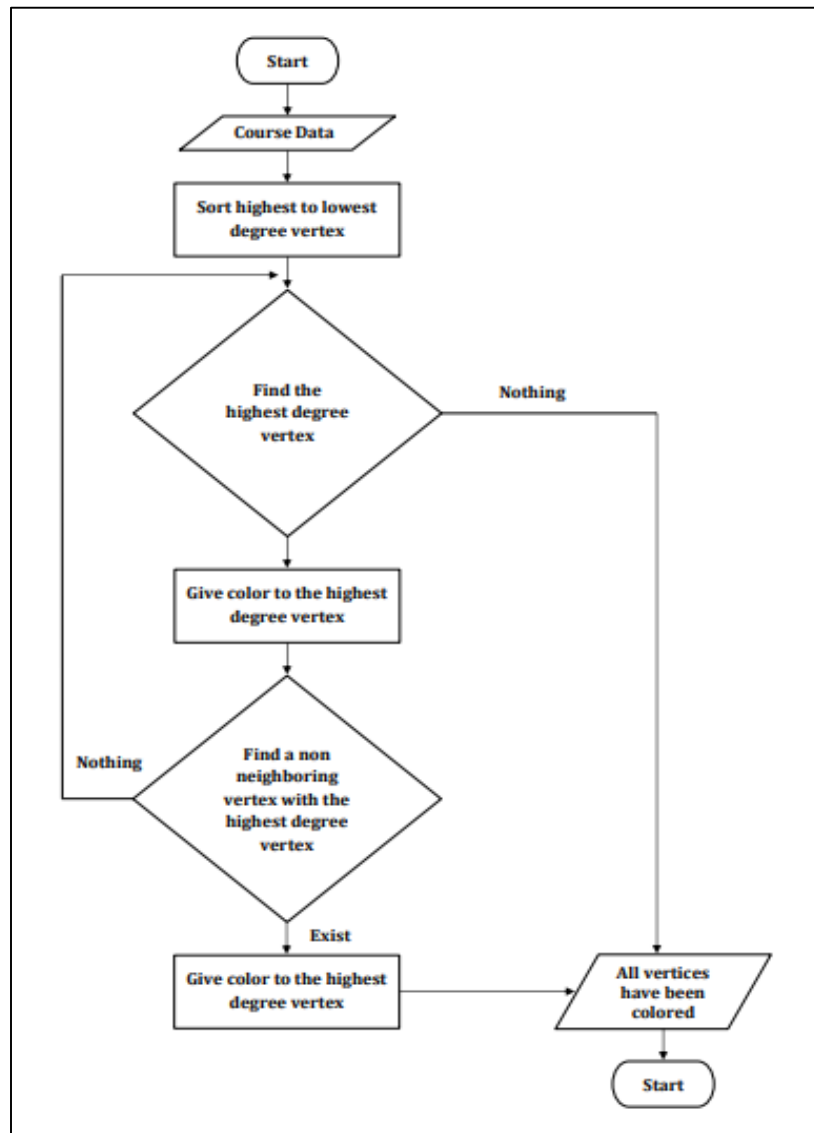 Start
Course Data
Sort highest to lowest
degree vertex
Find the
highest degree
vertex
Nothing
Give color to the highest
degree vertex
Nothing
Find a non
neighboring
vertex with the
highest degree
vertex
Exist
Give color to the highest
degree vertex
All vertices
have been
colored
Start